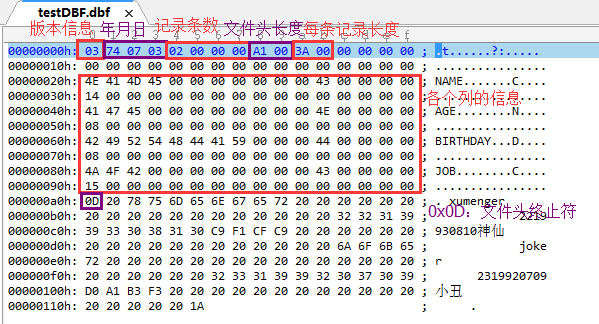 testDBF.dbf ×
版本信息 年月日 记录条数 文件头长度 每条记录长度
00000000h: 03 74 07 03 02 00 00 00 A1 00 3A 00 00 00 00 00 ; .t......?:.....
00000010h: 00 00 00 00 00 00 00 00 00 00 00 00 00 00 00 00 ; ................
00000020h: 4E 41 4D 45 00 00 00 00 00 00 00 43 00 00 00 00 ; NAME.......C....
00000030h: 14 00 00 00 00 00 00 00 00 00 00 00 00 00 00 00 ; ................
各个列的信息
00000040h: 41 47 45 00 00 00 00 00 00 00 00 4E 00 00 00 00 ; AGE........N....
00000050h: 08 00 00 00 00 00 00 00 00 00 00 00 00 00 00 00 ; ................
00000060h: 42 49 52 54 48 44 41 59 00 00 00 44 00 00 00 00 ; BIRTHDAY...D....
00000070h: 08 00 00 00 00 00 00 00 00 00 00 00 00 00 00 00 ; ................
00000080h: 4A 4F 42 00 00 00 00 00 00 00 00 43 00 00 00 00 ; JOB........C....
00000090h: 15 00 00 00 00 00 00 00 00 00 00 00 00 00 00 00 ; ................
000000a0h: 0D 20 78 75 6D 65 6E 67 65 72 20 20 20 20 20 20 ; . xumenger
0x0D：文件头终止符
000000b0h: 20 20 20 20 20 20 20 20 20 20 20 20 32 32 31 39 ; 2219
000000c0h: 39 33 30 38 31 30 C9 F1 CF C9 20 20 20 20 20 20 ; 930810神仙
000000d0h: 20 20 20 20 20 20 20 20 20 20 20 20 6A 6F 6B 65 ; joke
000000e0h: 72 20 20 20 20 20 20 20 20 20 20 20 20 20 20 20 ; r
000000f0h: 20 20 20 20 32 33 31 39 39 32 30 37 30 39 ; 2319920709
00000100h: D0 A1 B3 F3 20 20 20 20 20 20 20 20 20 20 20 20 ; 小丑
00000110h: 20 20 20 20 20 1A ; .